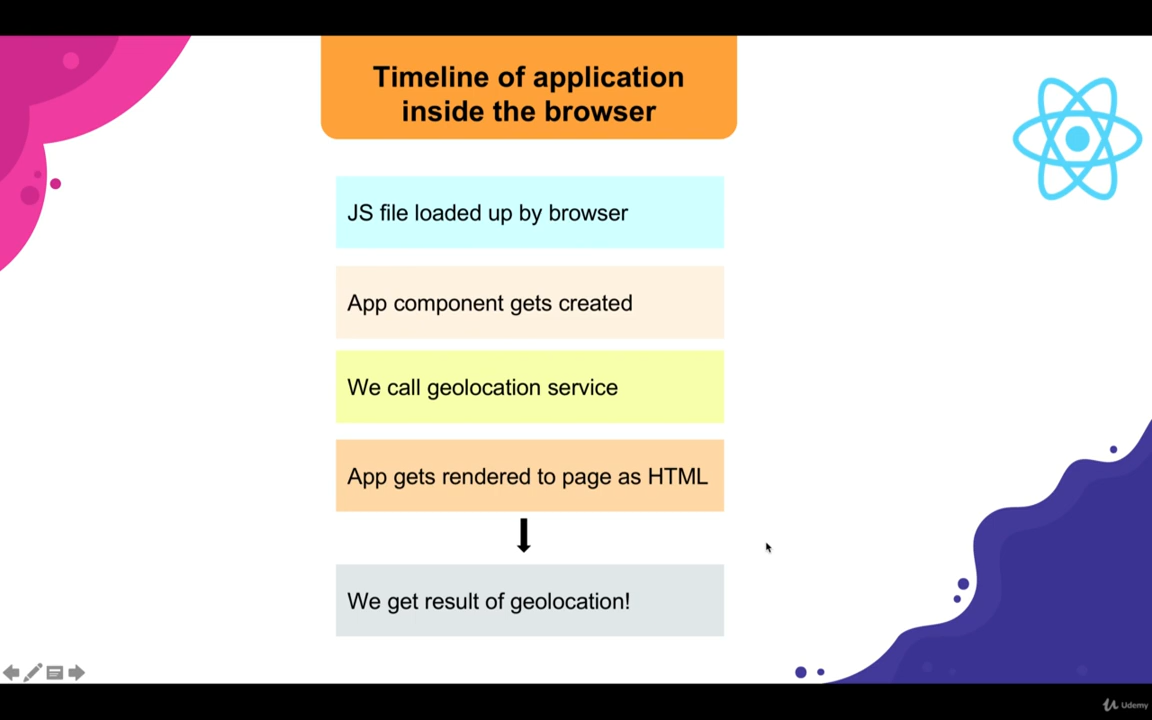 Timeline of application
inside the browser
JS file loaded up by browser
App component gets created
We call geolocation service
App gets rendered to page as HTML
We get result of geolocation!
Udemy